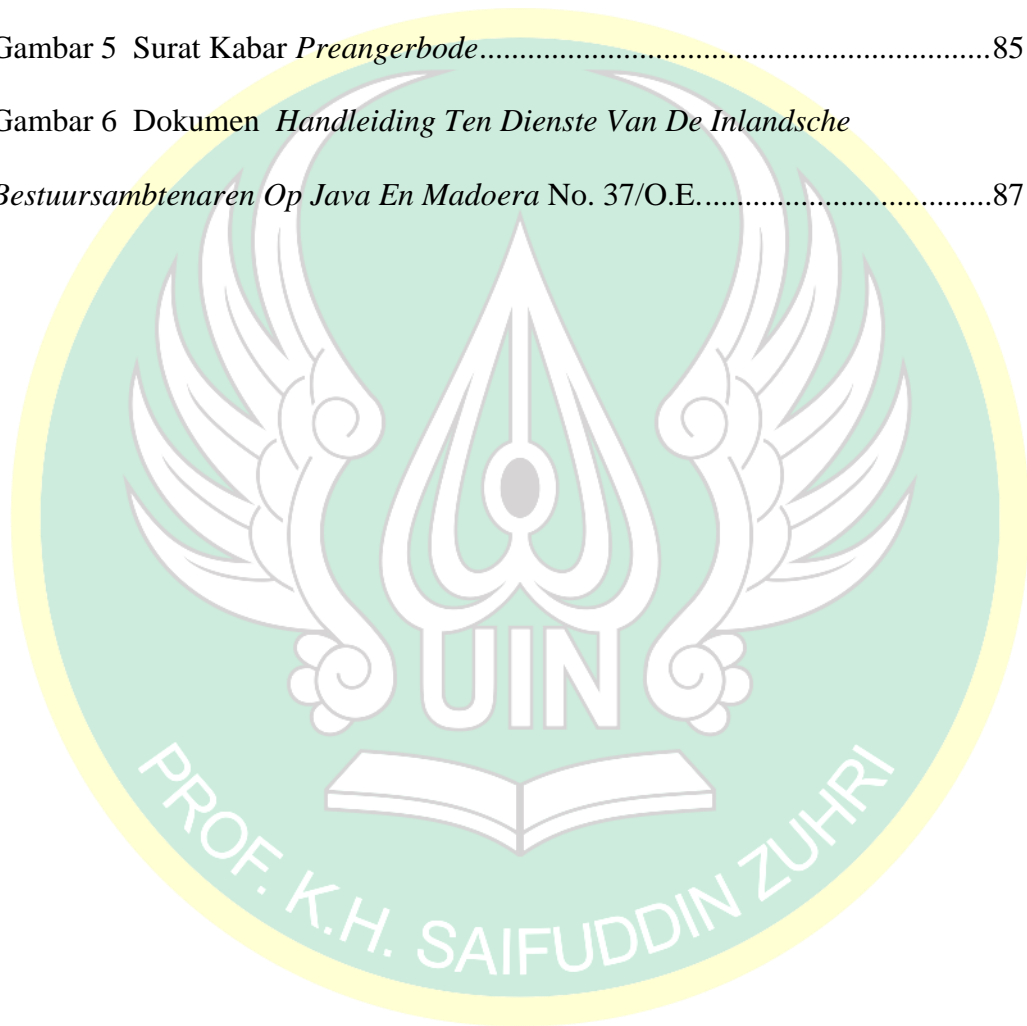 Gambar 5 Surat Kabar Preangerbode................................................................85
Gambar 6 Dokumen Handleiding Ten Dienste Van De Inlandsche
Bestuursambtenaren Op Java En Madoera No. 37/O.E....................................87
UIN
PROF. K.H. SAIFUDDIN ZUHRI